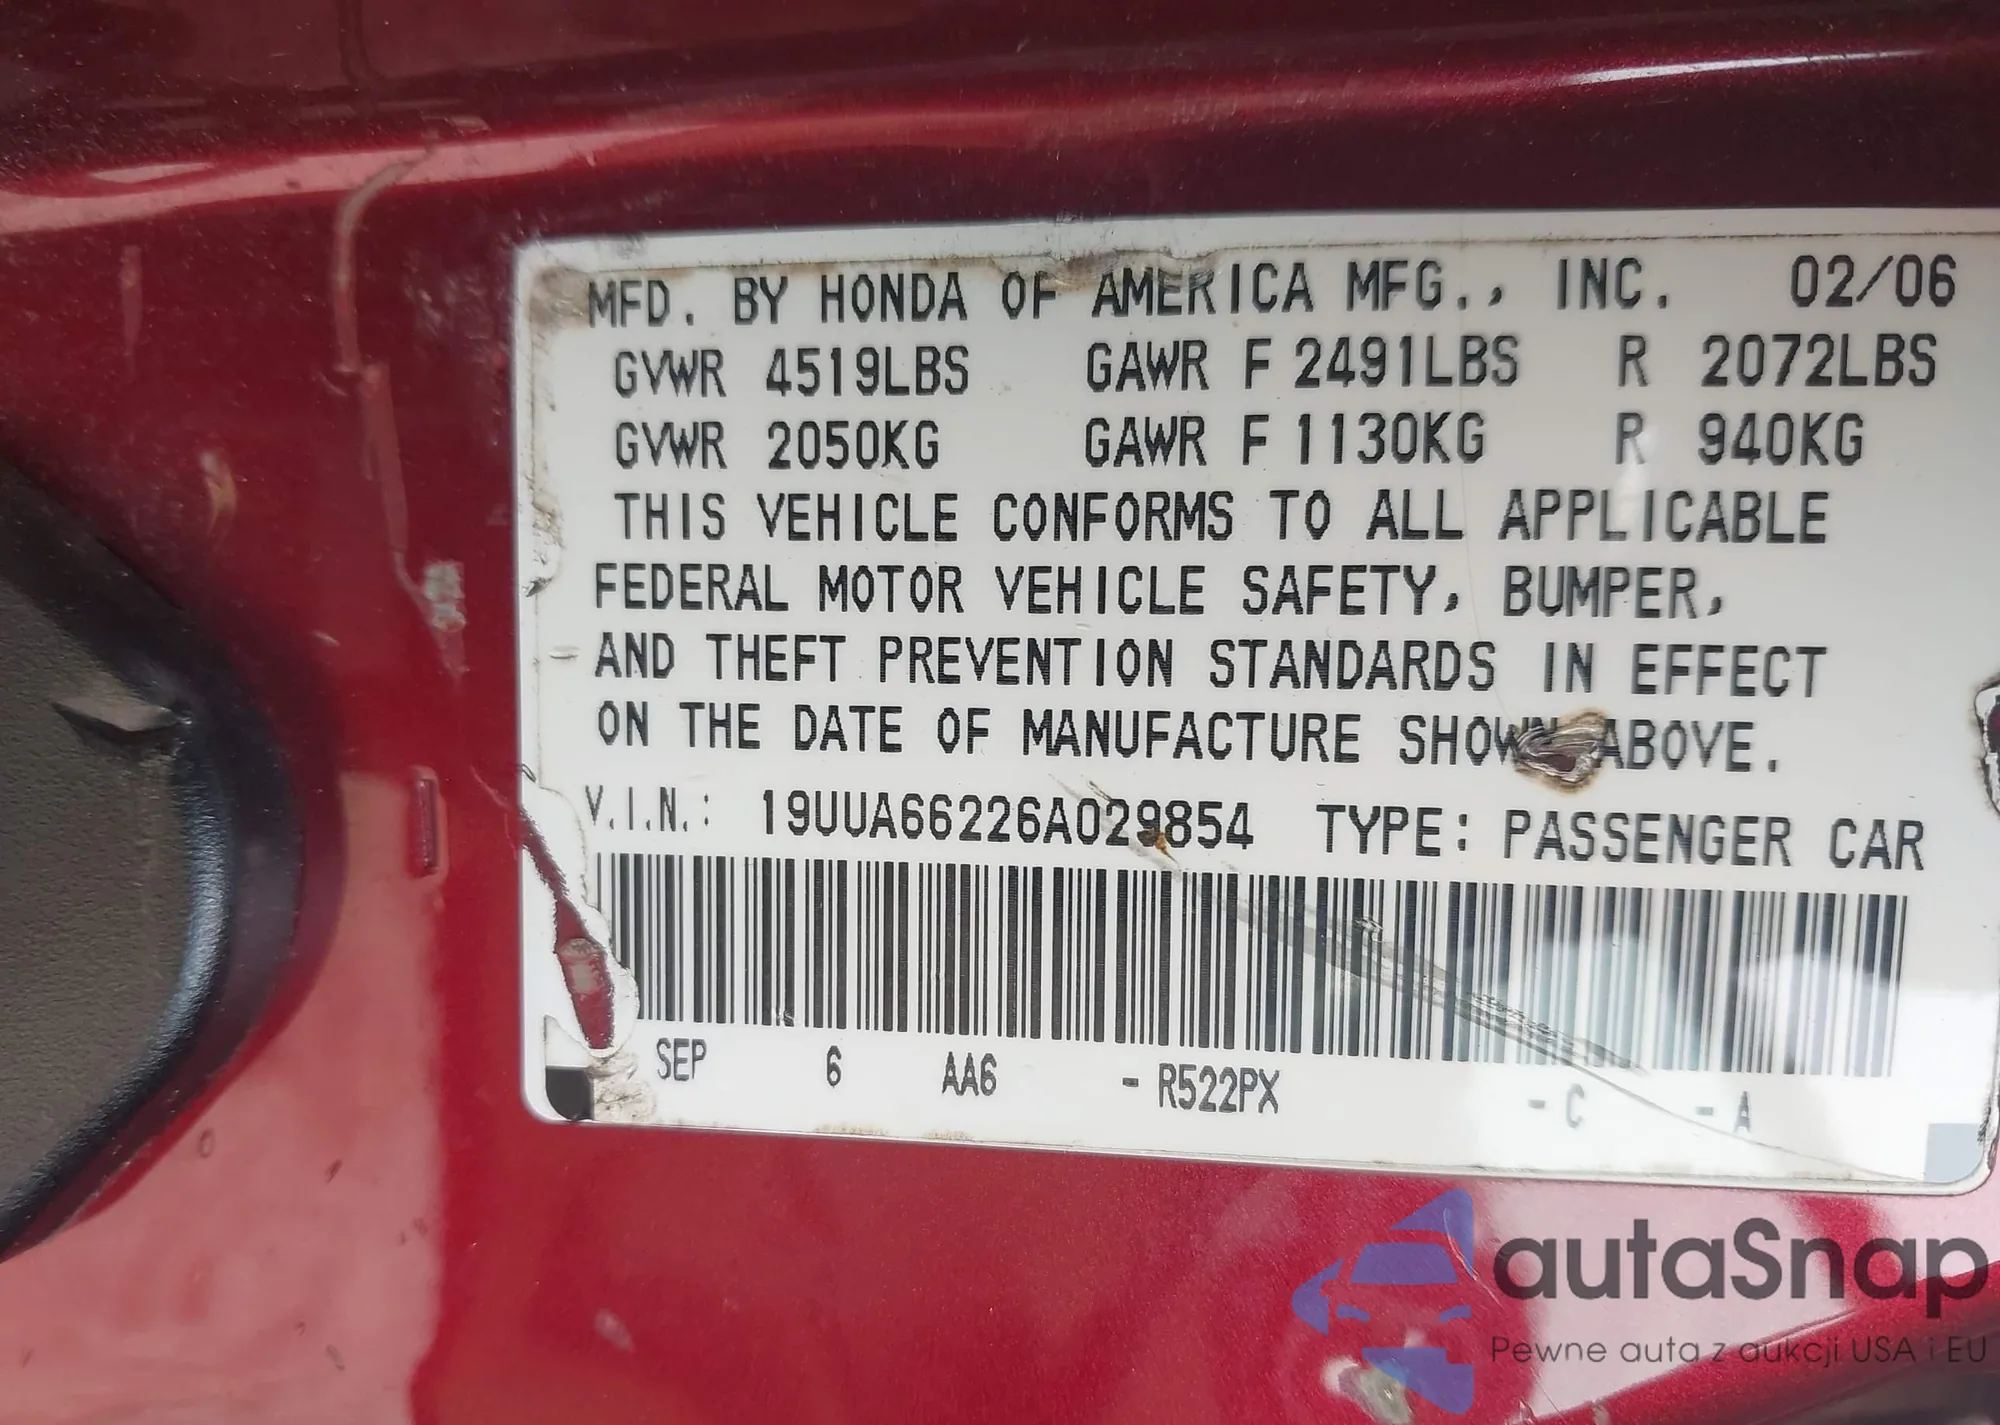 MFD. BY HONDA OF AMERICA MFG., INC. 02/06
GVWR 4519LBS GAWR F 2491LBS R 2072LBS
GVWR 2050KG GAWR F 1130KG R 940KG
THIS VEHICLE CONFORMS TO ALL APPLICABLE
FEDERAL MOTOR VEHICLE SAFETY, BUMPER,
AND THEFT PREVENTION STANDARDS IN EFFECT
ON THE DATE OF MANUFACTURE SHOWN ABOVE.
V.I.N.: 19UUA66226A029854 TYPE: PASSENGER CAR
SEP 6 AA6 - R522PX - C - A
autaSnap
Pewne auta z aukcji USA i EU